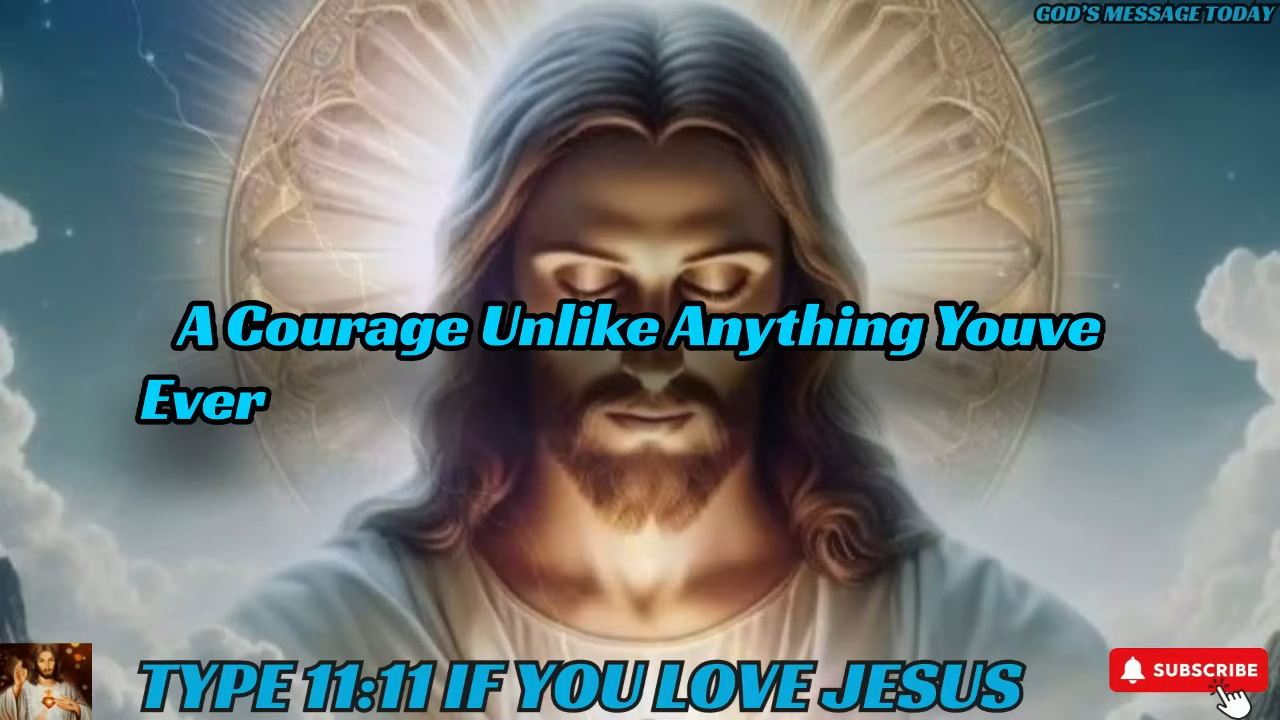 GOD'S MESSAGE TODAY
A Courage Unlike Anything Youve
Ever
TYPE 11:11 IF YOU LOVE JESUS
SUBSCRIBE